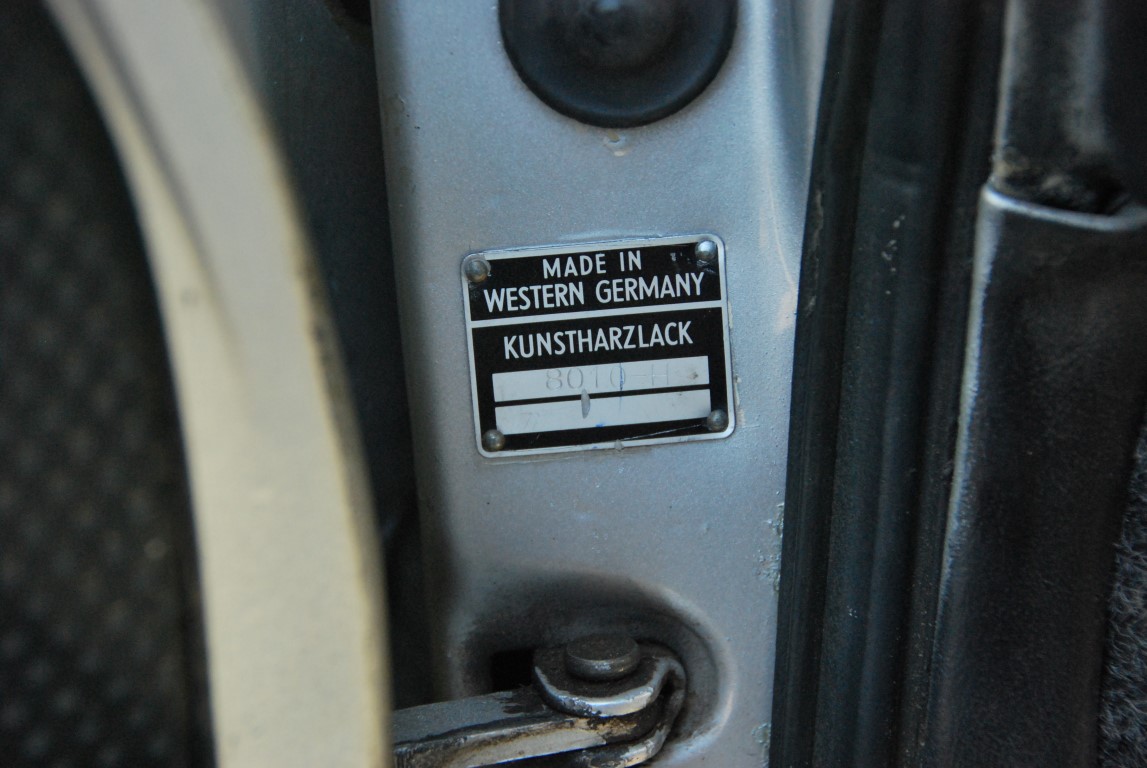 MADE IN
WESTERN GERMANY
KUNSTHARZLACK
8010-H